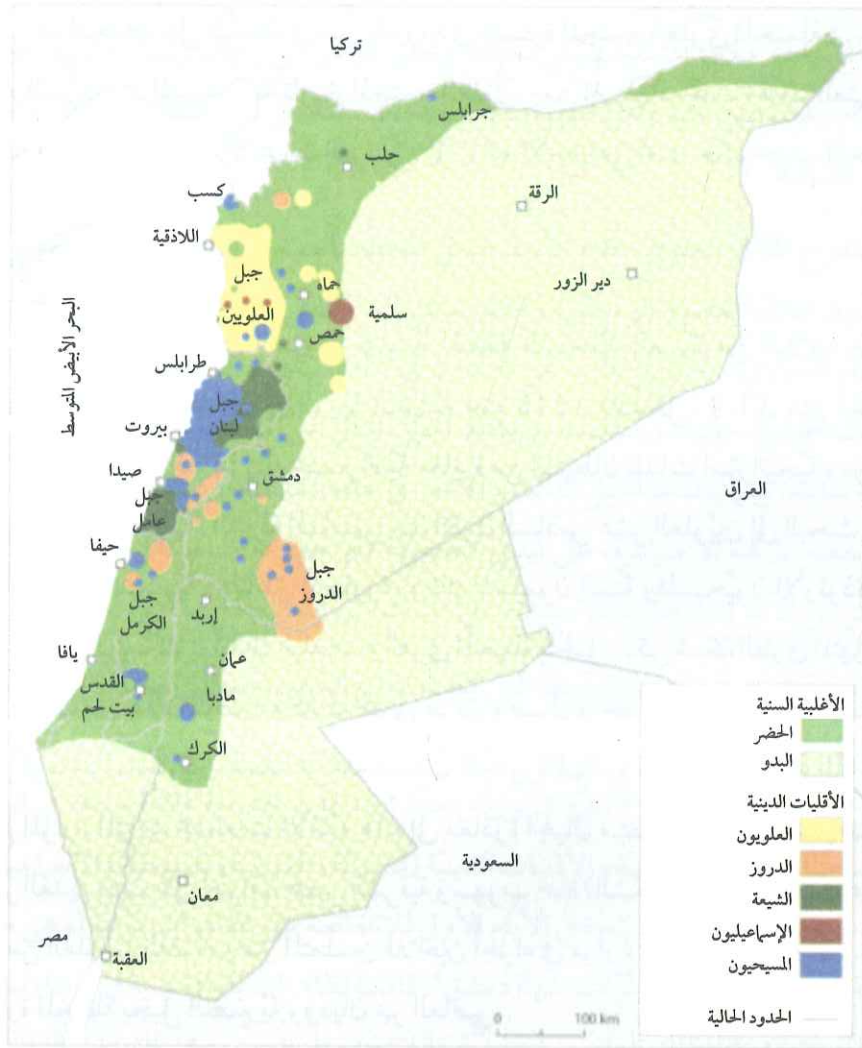 تركيا
جرابلس
حلب
كسب
الرقة
اللاذقية
دير الزور
جبل
العلويين
حماه
سلمية
حمص
البحر الأبيض المتوسط
طرابلس
جبل
لبنان
بيروت
صيدا
دمشق
العراق
جبل
عامل
حيفا
جبل
الدروز
جبل
الكرمل
إربد
يافا
عمان
القدس
مادبا
بيت لحم
الكرك
السعودية
معان
مصر
العقبة
الأغلبية السنية
الحضر
البدو
الأقليات الدينية
العلويون
الدروز
الشيعة
الإسماعيليون
المسيحيون
الحدود الحالية
0 100 km